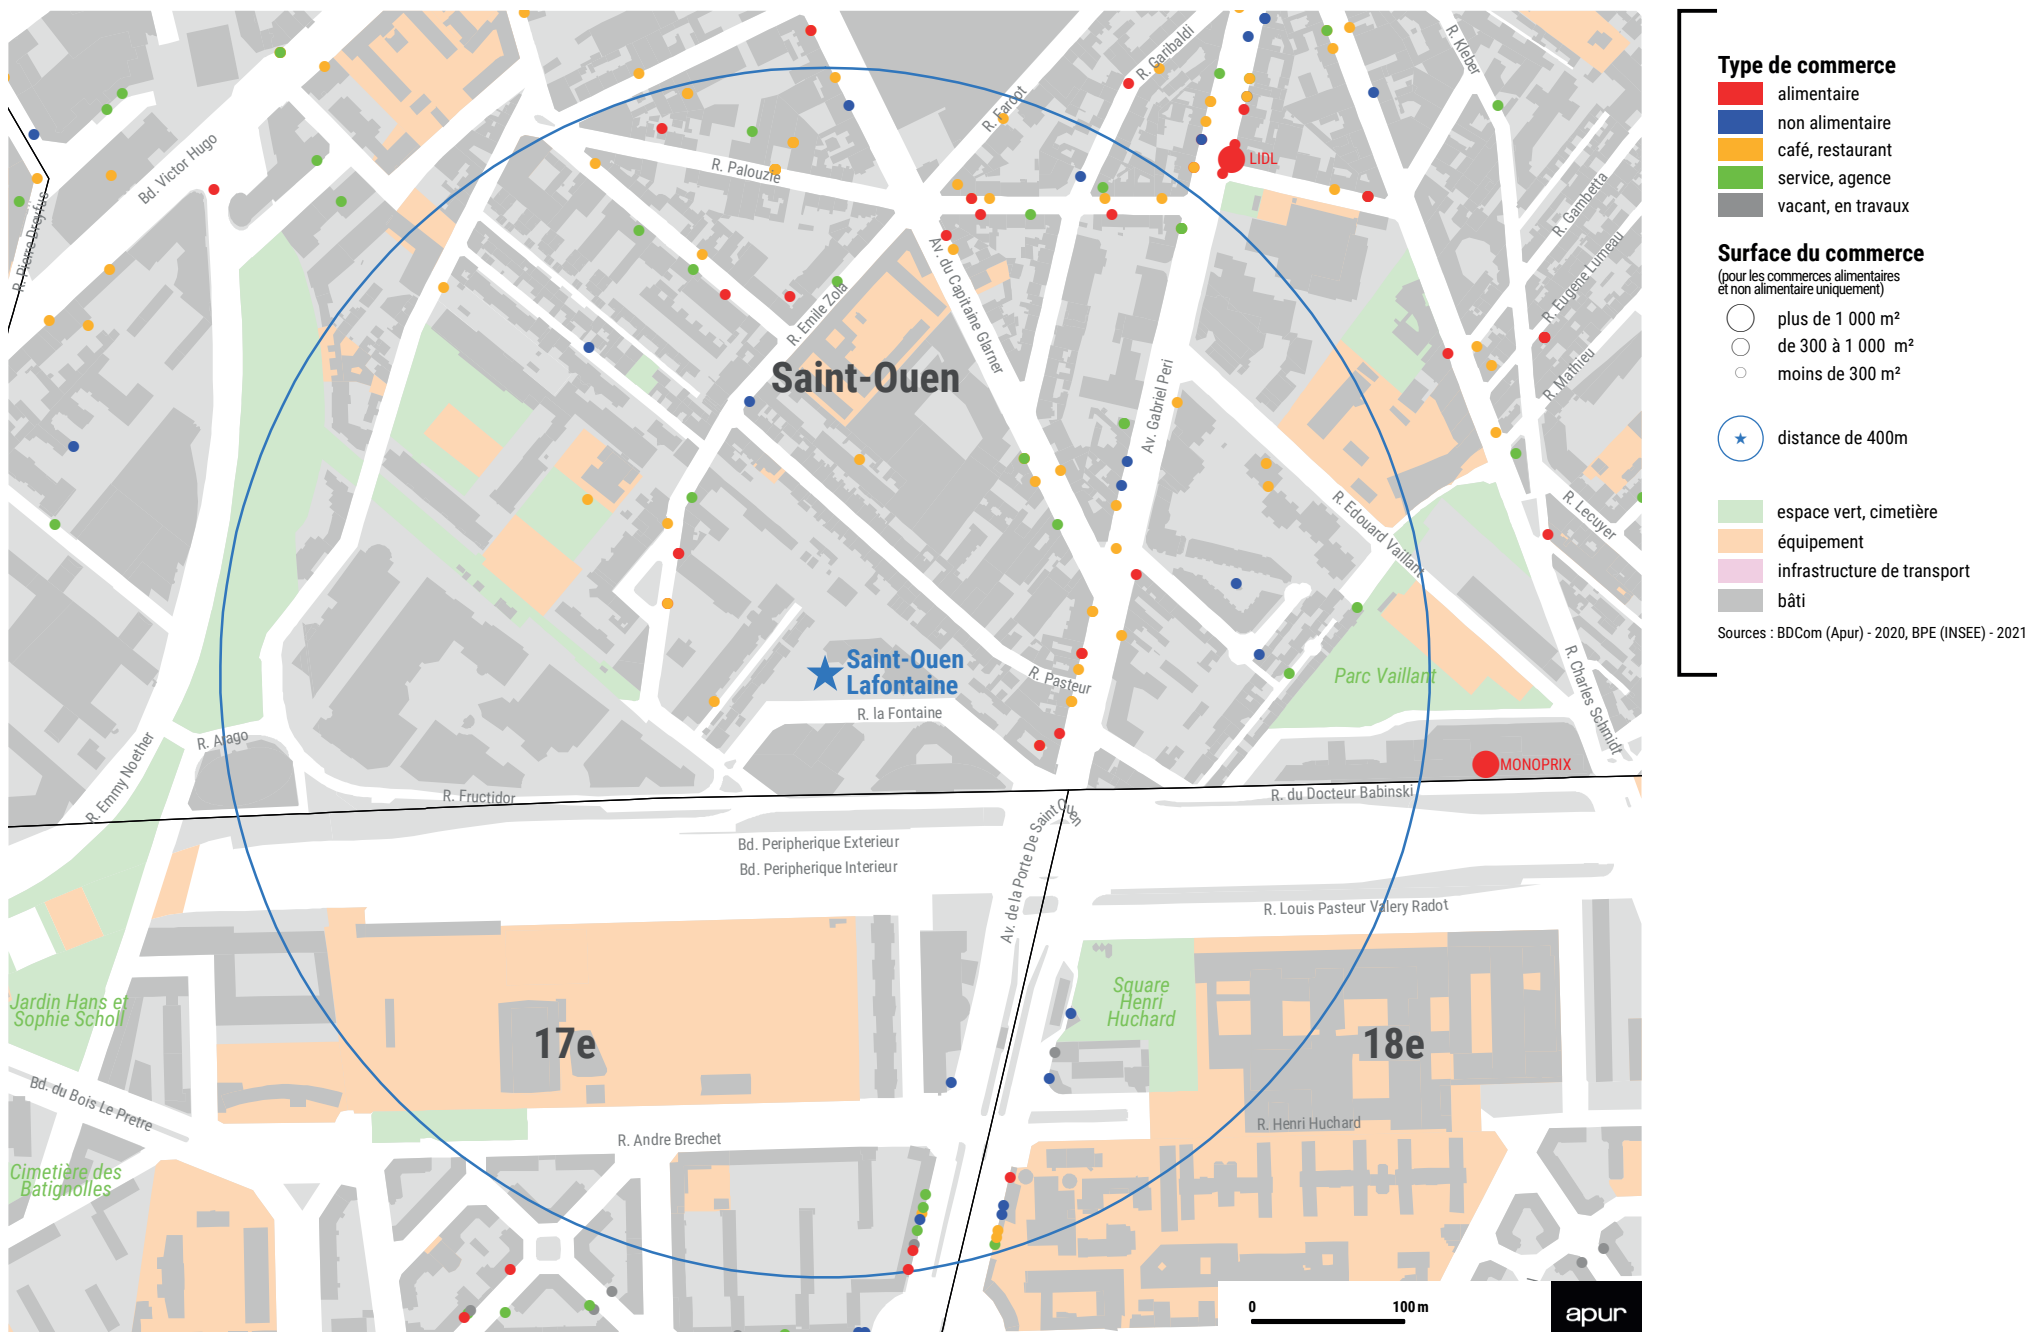 R. Garibaldi
R. Kleber
R. Farcot
Bd. Victor Hugo
R. Palouzie
LIDL
R. Gambetta
R. Pierre Dreyfus
R. Eugene Lumeau
R. Emile Zola
Av. du Capitaine Glarner
Saint-Ouen
Av. Gabriel Peri
R. Mathieu
R. Lecuyer
R. Edouard Vaillant
Saint-Ouen
Lafontaine
R. Pasteur
Parc Vaillant
R. la Fontaine
R. Charles Schmidt
R. Arago
R. Emmy Noether
MONOPRIX
R. Fructidor
R. du Docteur Babinski
Av. de la Porte De Saint Ouen
Bd. Peripherique Exterieur
Bd. Peripherique Interieur
R. Louis Pasteur Valery Radot
Jardin Hans et
Sophie Scholl
Square
Henri
Huchard
17e
18e
Bd. du Bois Le Pretre
R. Andre Brechet
R. Henri Huchard
Cimetière des
Batignolles
0 100 m
apur
Type de commerce
alimentaire
non alimentaire
café, restaurant
service, agence
vacant, en travaux
Surface du commerce
(pour les commerces alimentaires
et non alimentaire uniquement)
plus de 1 000 m²
de 300 à 1 000 m²
moins de 300 m²
distance de 400m
espace vert, cimetière
équipement
infrastructure de transport
bâti
Sources : BDCom (Apur) - 2020, BPE (INSEE) - 2021